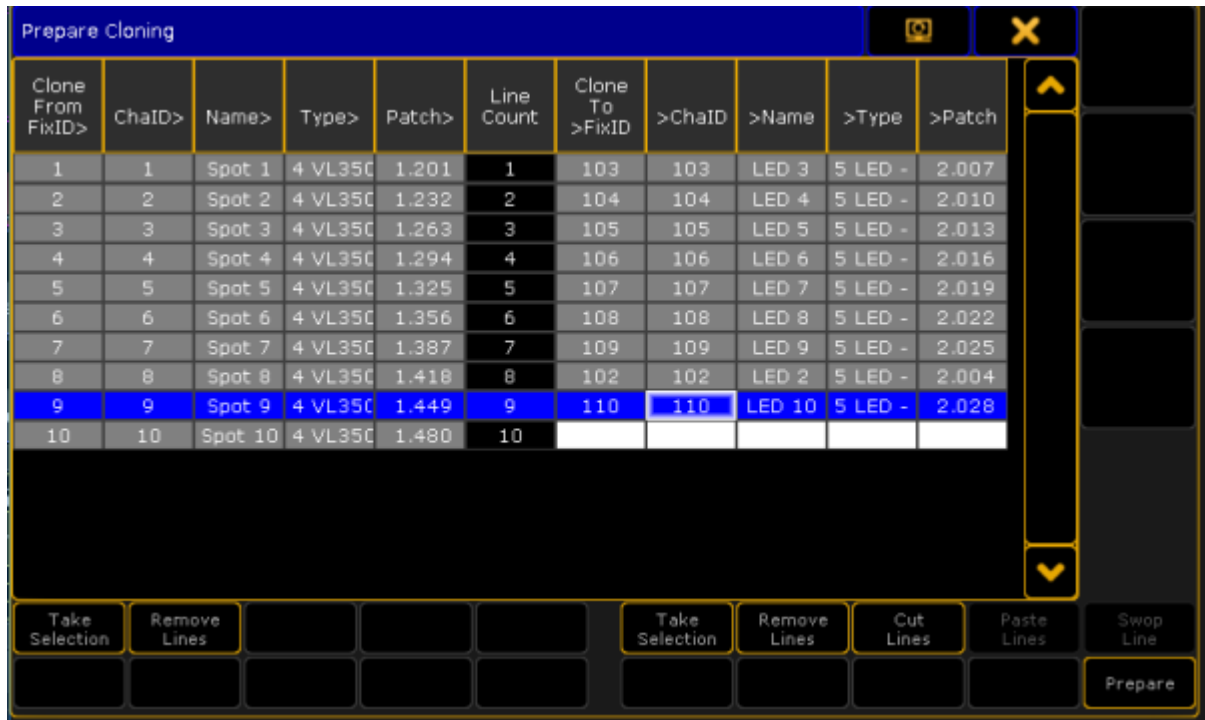 Prepare Cloning
Clone From FixID> ChaID> Name> Type> Patch> Line Count Clone To >FixID >ChaID >Name >Type >Patch
1 1 Spot 1 4 VL350 1.201 1 103 103 LED 3 5 LED - 2.007
2 2 Spot 2 4 VL350 1.232 2 104 104 LED 4 5 LED - 2.010
3 3 Spot 3 4 VL350 1.263 3 105 105 LED 5 5 LED - 2.013
4 4 Spot 4 4 VL350 1.294 4 106 106 LED 6 5 LED - 2.016
5 5 Spot 5 4 VL350 1.325 5 107 107 LED 7 5 LED - 2.019
6 6 Spot 6 4 VL350 1.356 6 108 108 LED 8 5 LED - 2.022
7 7 Spot 7 4 VL350 1.387 7 109 109 LED 9 5 LED - 2.025
8 8 Spot 8 4 VL350 1.418 8 102 102 LED 2 5 LED - 2.004
9 9 Spot 9 4 VL350 1.449 9 110 110 LED 10 5 LED - 2.028
10 10 Spot 10 4 VL350 1.480 10
Take Selection Remove Lines Take Selection Remove Lines Cut Lines Paste Lines Swop Line
Prepare